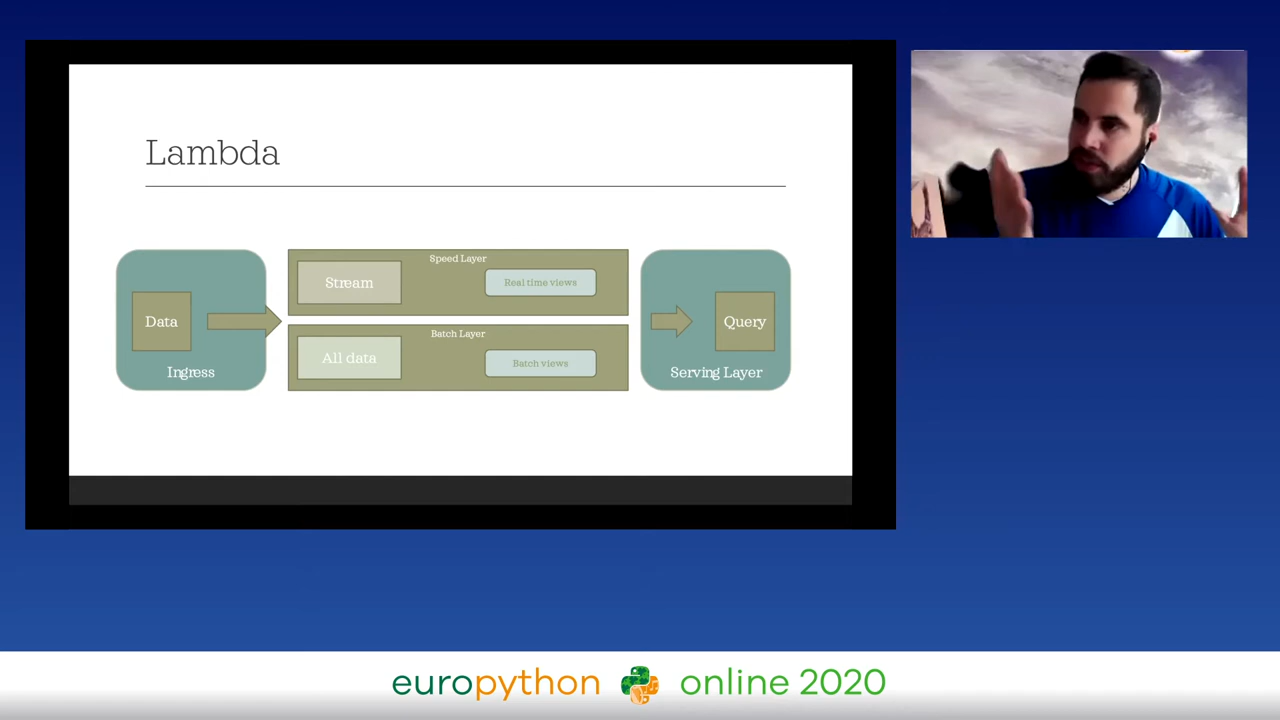 Lambda
Speed Layer
Stream
Real time views
Data
Ingress
Batch Layer
All data
Batch views
Query
Serving Layer
europython online 2020